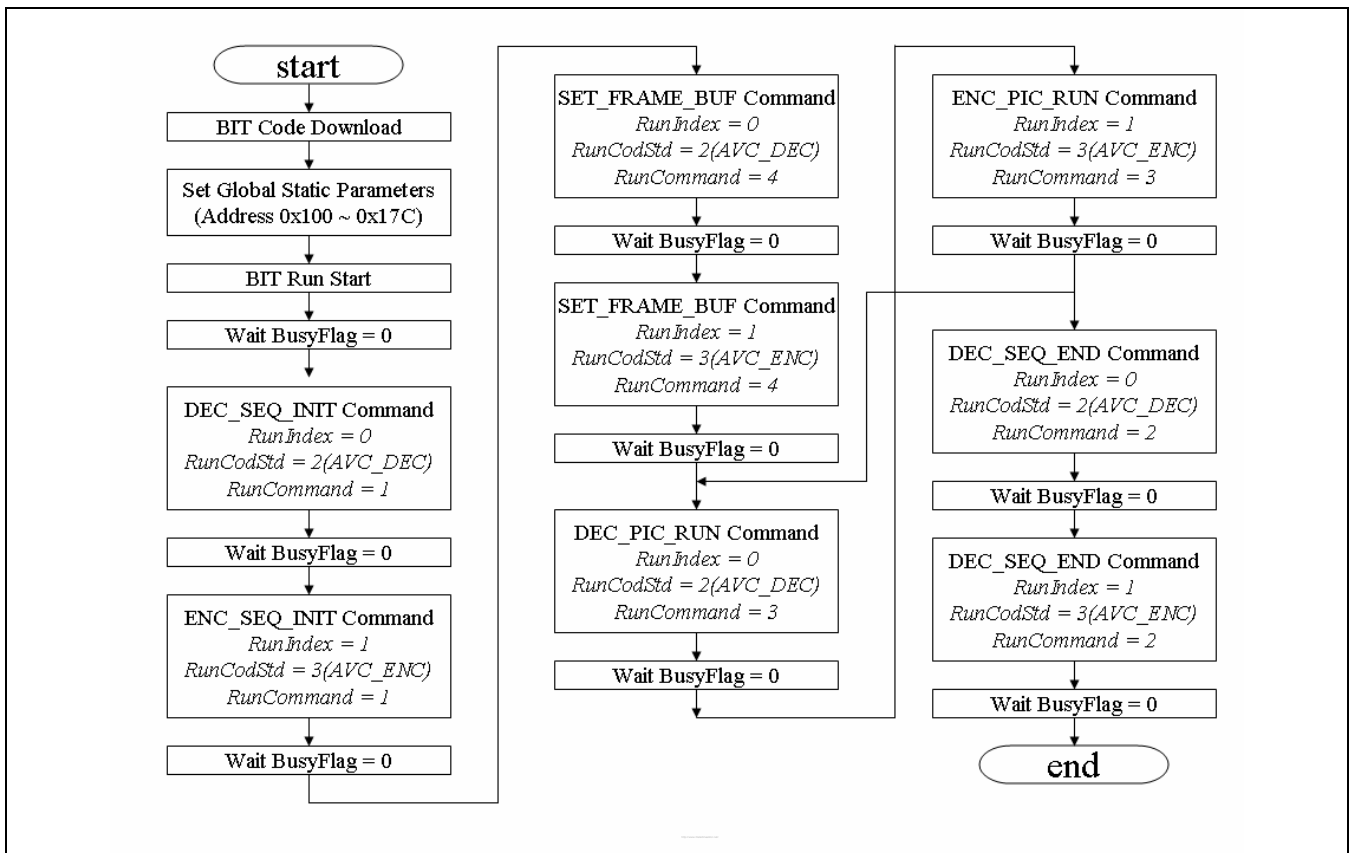 start
BIT Code Download
Set Global Static Parameters
(Address 0x100 ~ 0x17C)
BIT Run Start
Wait BusyFlag = 0
DEC_SEQ_INIT Command
RunIndex = 0
RunCodStd = 2(AVC_DEC)
RunCommand = 1
Wait BusyFlag = 0
ENC_SEQ_INIT Command
RunIndex = 1
RunCodStd = 3(AVC_ENC)
RunCommand = 1
Wait BusyFlag = 0
SET_FRAME_BUF Command
RunIndex = 0
RunCodStd = 2(AVC_DEC)
RunCommand = 4
Wait BusyFlag = 0
SET_FRAME_BUF Command
RunIndex = 1
RunCodStd = 3(AVC_ENC)
RunCommand = 4
Wait BusyFlag = 0
DEC_PIC_RUN Command
RunIndex = 0
RunCodStd = 2(AVC_DEC)
RunCommand = 3
Wait BusyFlag = 0
ENC_PIC_RUN Command
RunIndex = 1
RunCodStd = 3(AVC_ENC)
RunCommand = 3
Wait BusyFlag = 0
DEC_SEQ_END Command
RunIndex = 0
RunCodStd = 2(AVC_DEC)
RunCommand = 2
Wait BusyFlag = 0
DEC_SEQ_END Command
RunIndex = 1
RunCodStd = 3(AVC_ENC)
RunCommand = 2
Wait BusyFlag = 0
end